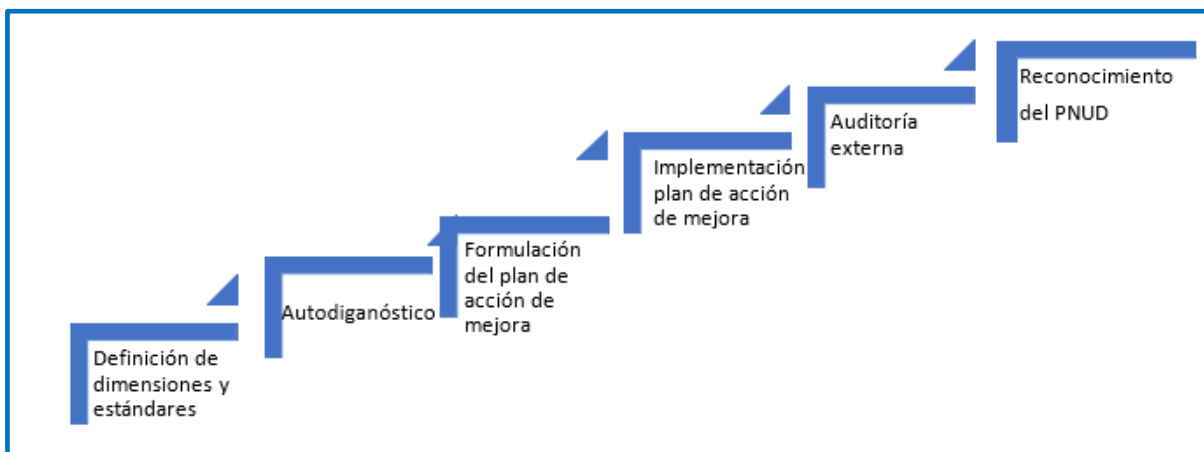 Definición de
dimensiones y
estándares
Autodiganóstico
Formulación
del plan de
acción de
mejora
Implementación
plan de acción
de mejora
Auditoría
externa
Reconocimiento
del PNUD